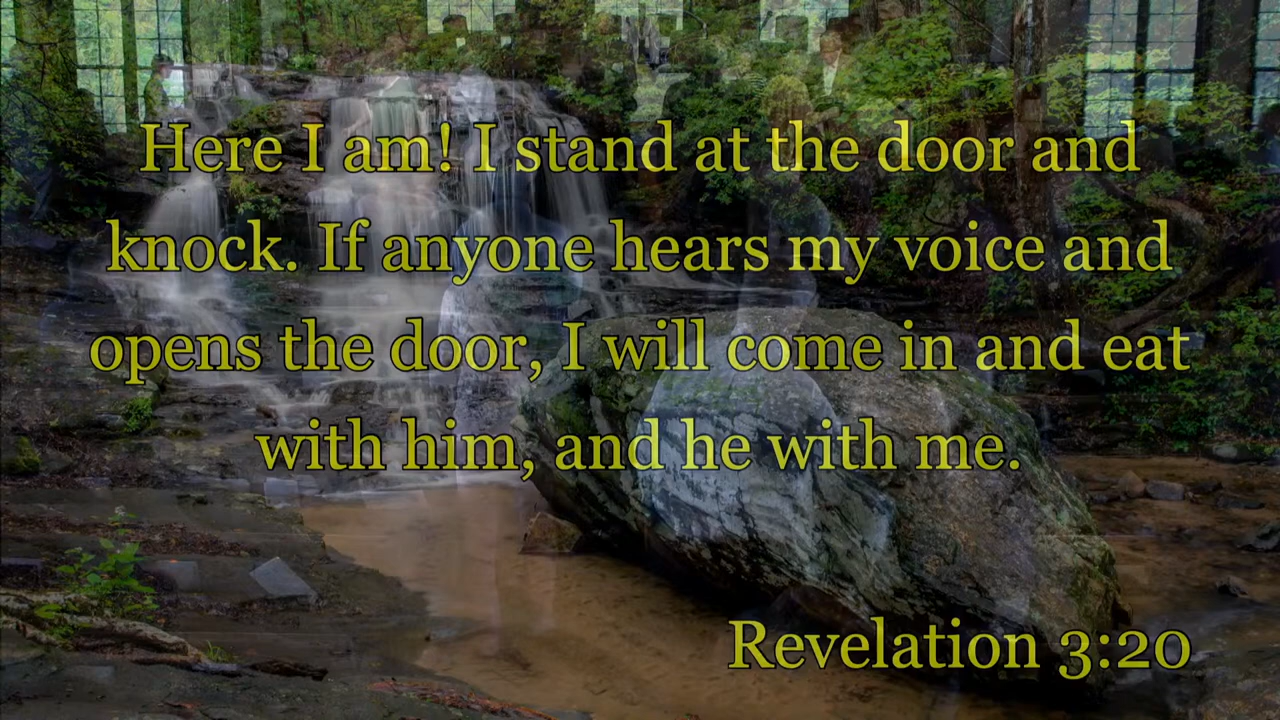 Here I am! I stand at the door and
knock. If anyone hears my voice and
opens the door, I will come in and eat
with him, and he with me.
Revelation 3:20